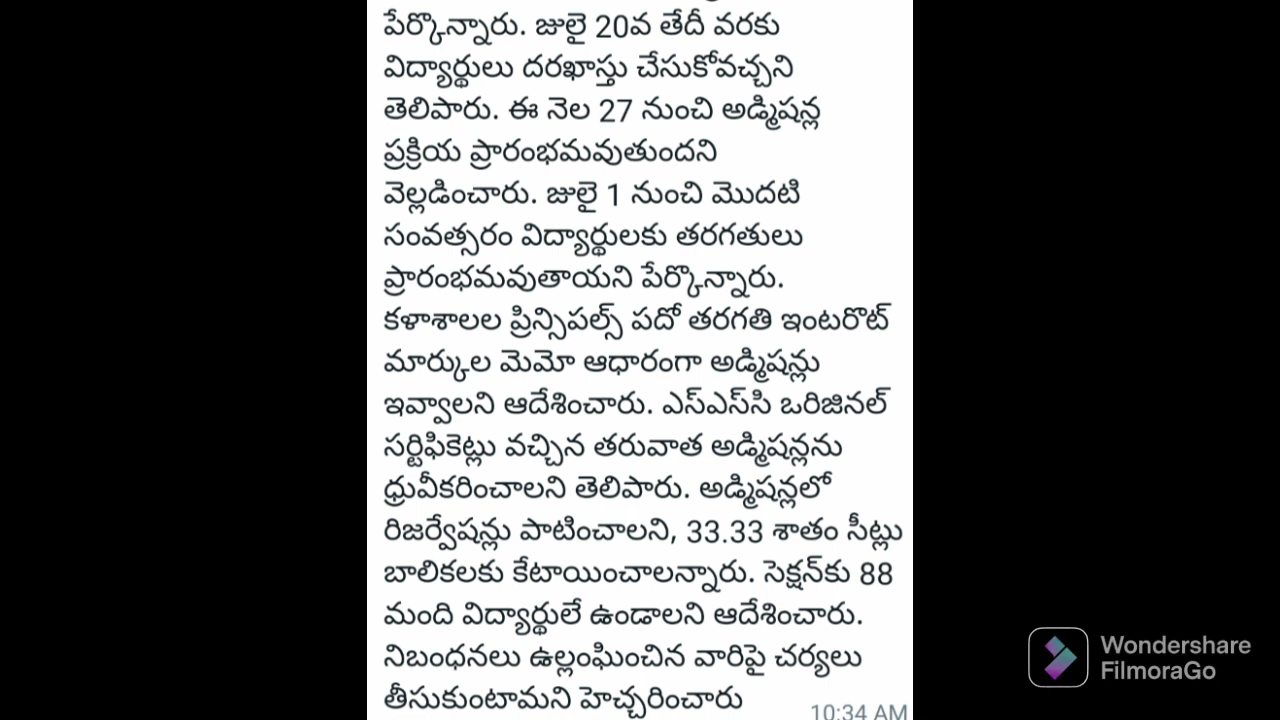 పేర్కొన్నారు. జులై 20వ తేదీ వరకు
విద్యార్థులు దరఖాస్తు చేసుకోవచ్చని
తెలిపారు. ఈ నెల 27 నుంచి అడ్మిషన్ల
ప్రక్రియ ప్రారంభమవుతుందని
వెల్లడించారు. జులై 1 నుంచి మొదటి
సంవత్సరం విద్యార్థులకు తరగతులు
ప్రారంభమవుతాయని పేర్కొన్నారు.
కళాశాలల ప్రిన్సిపల్స్ పదో తరగతి ఇంటరొట్
మార్కుల మెమో ఆధారంగా అడ్మిషన్లు
ఇవ్వాలని ఆదేశించారు. ఎస్ఎస్‌సి ఒరిజినల్
సర్టిఫికెట్లు వచ్చిన తరువాత అడ్మిషన్లను
ధ్రువీకరించాలని తెలిపారు. అడ్మిషన్లలో
రిజర్వేషన్లు పాటించాలని, 33.33 శాతం సీట్లు
బాలికలకు కేటాయించాలన్నారు. సెక్షన్‌కు 88
మంది విద్యార్థులే ఉండాలని ఆదేశించారు.
నిబంధనలు ఉల్లంఘించిన వారిపై చర్యలు
తీసుకుంటామని హెచ్చరించారు
10:34 AM
Wondershare
FilmoraGo